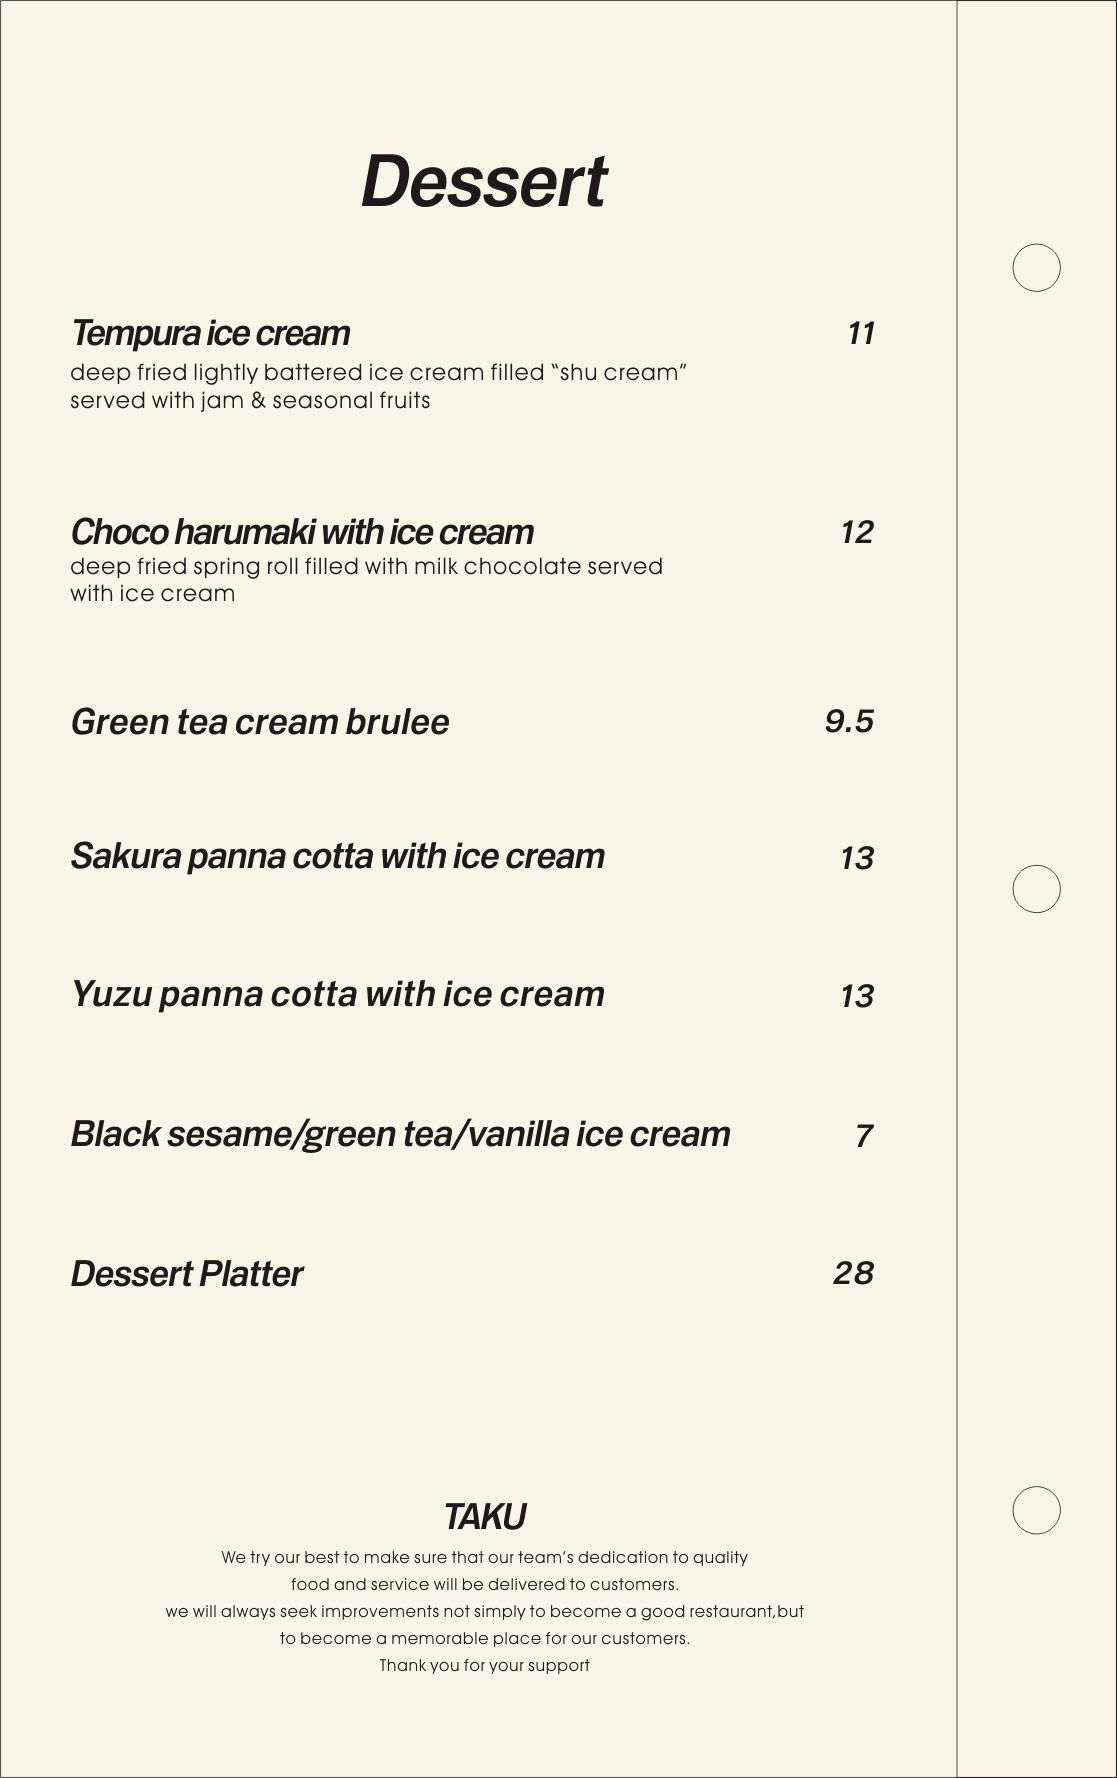 Dessert
Tempura ice cream 11
deep fried lightly battered ice cream filled “shu cream”
served with jam & seasonal fruits
Choco harumaki with ice cream 12
deep fried spring roll filled with milk chocolate served
with ice cream
Green tea cream brulee 9.5
Sakura panna cotta with ice cream 13
Yuzu panna cotta with ice cream 13
Black sesame/green tea/vanilla ice cream 7
Dessert Platter 28
TAKU
We try our best to make sure that our team’s dedication to quality
food and service will be delivered to customers.
we will always seek improvements not simply to become a good restaurant,but
to become a memorable place for our customers.
Thank you for your support